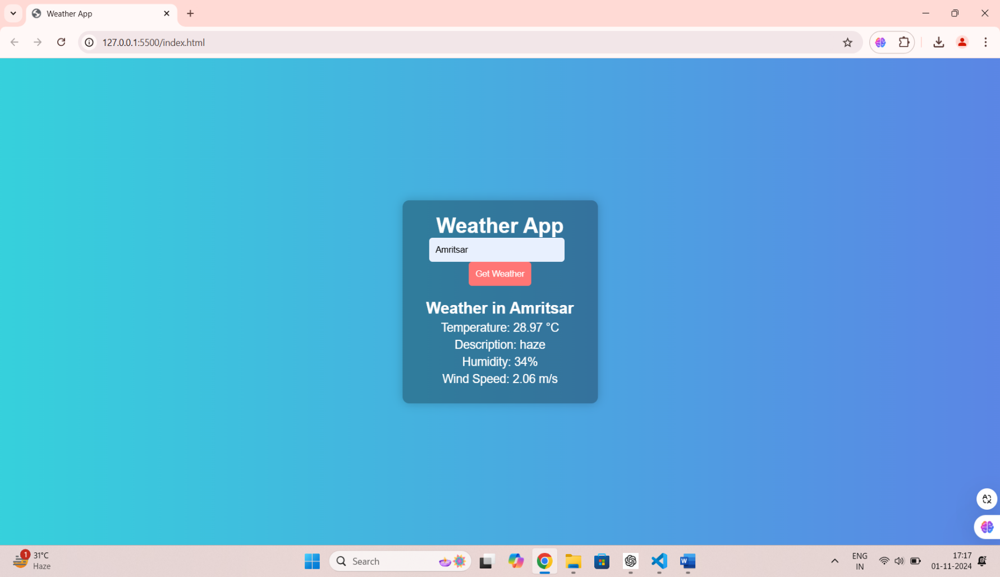 Weather App
127.0.0.1:5500/index.html
Weather App
Amritsar
Get Weather
Weather in Amritsar
Temperature: 28.97 °C
Description: haze
Humidity: 34%
Wind Speed: 2.06 m/s
1
31°C
Haze
Search
ENG
IN
17:17
01-11-2024